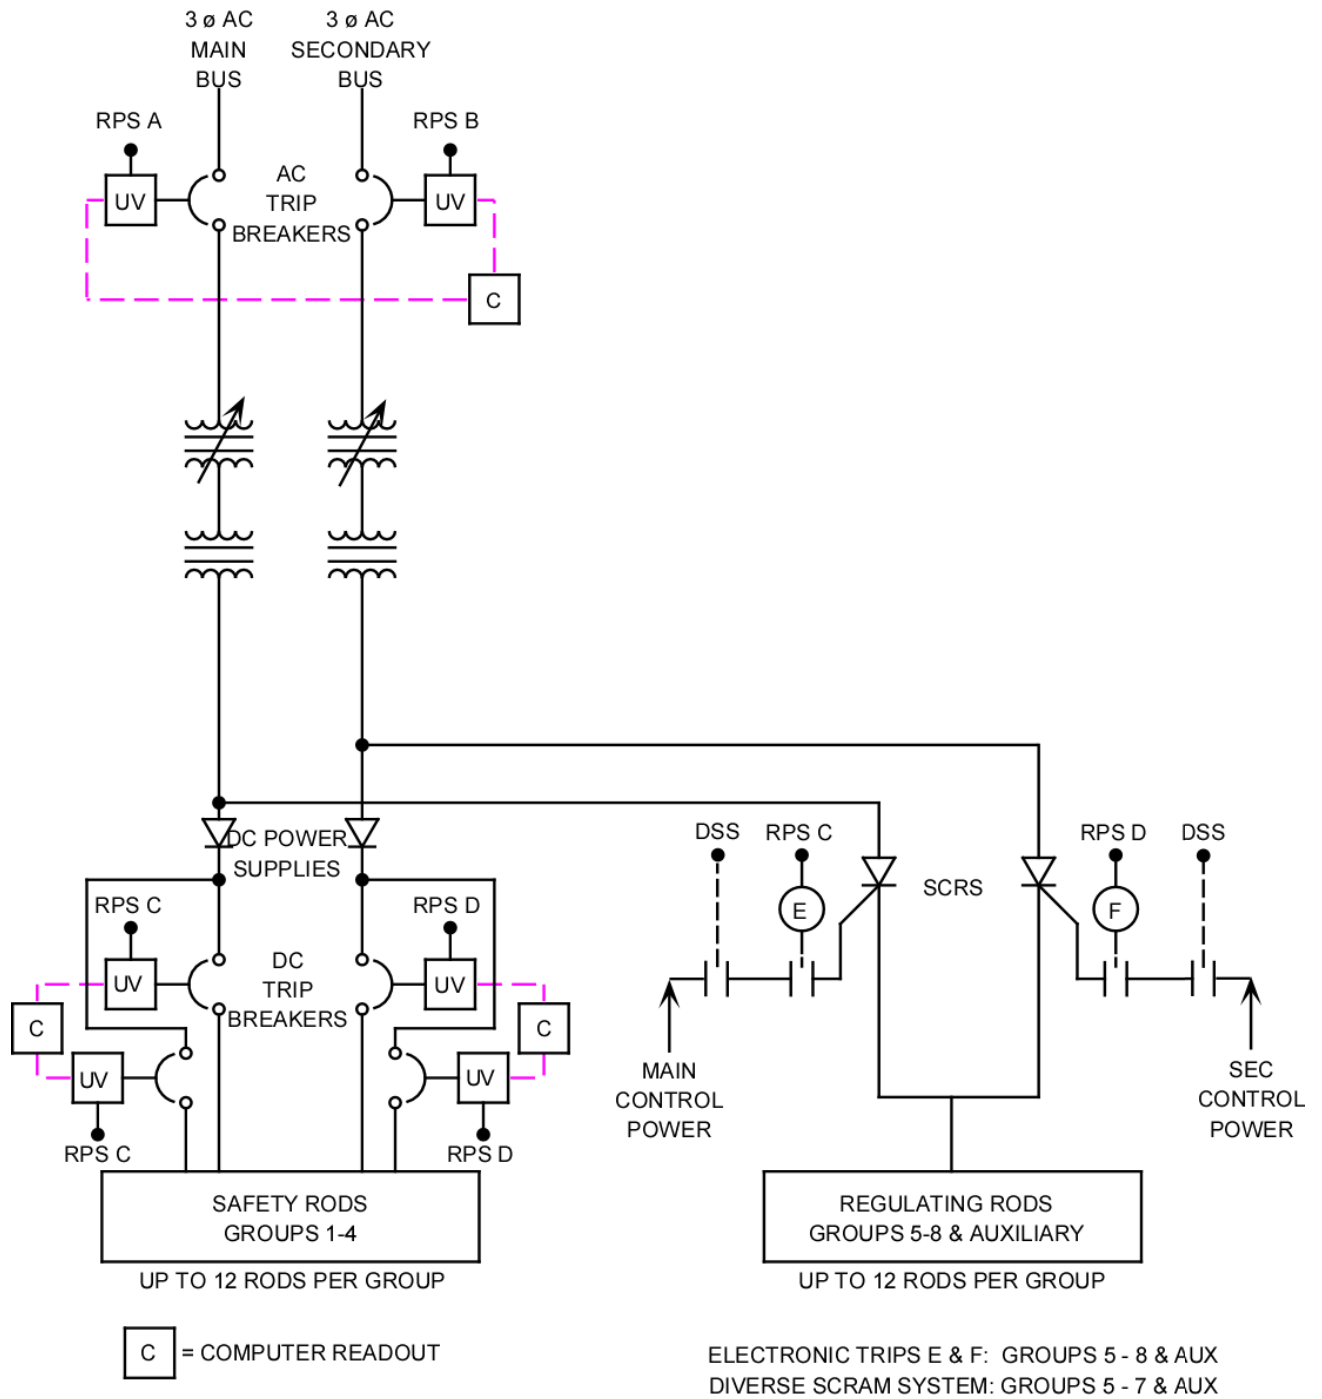 3 ø AC
MAIN
BUS
3 ø AC
SECONDARY
BUS
RPS A
RPS B
UV
AC
TRIP
BREAKERS
UV
C
DC POWER
SUPPLIES
RPS C
RPS D
UV
DC
TRIP
BREAKERS
UV
C
C
UV
UV
RPS C
RPS D
DSS
RPS C
RPS D
DSS
E
SCRS
F
MAIN
CONTROL
POWER
SEC
CONTROL
POWER
SAFETY RODS
GROUPS 1-4
UP TO 12 RODS PER GROUP
REGULATING RODS
GROUPS 5-8 & AUXILIARY
UP TO 12 RODS PER GROUP
C = COMPUTER READOUT
ELECTRONIC TRIPS E & F: GROUPS 5 - 8 & AUX
DIVERSE SCRAM SYSTEM: GROUPS 5 - 7 & AUX